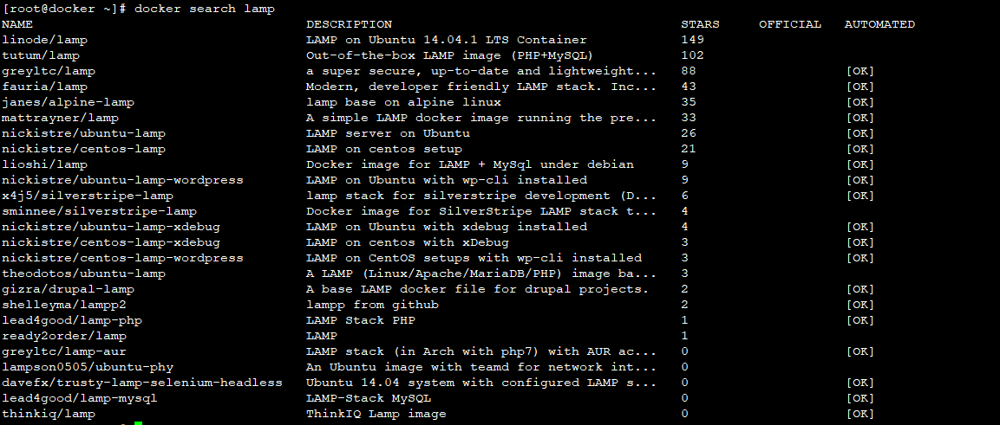 [root@docker ~]# docker search lamp
NAME DESCRIPTION STARS OFFICIAL AUTOMATED
linode/lamp LAMP on Ubuntu 14.04.1 LTS Container 149
tutum/lamp Out-of-the-box LAMP image (PHP+MySQL) 102
greyltc/lamp a super secure, up-to-date and lightweight... 88 [OK]
fauria/lamp Modern, developer friendly LAMP stack. Inc... 43 [OK]
janes/alpine-lamp lamp base on alpine linux 35 [OK]
mattrayner/lamp A simple LAMP docker image running the pre... 33 [OK]
nickistre/ubuntu-lamp LAMP server on Ubuntu 26 [OK]
nickistre/centos-lamp LAMP on centos setup 21 [OK]
lioshi/lamp Docker image for LAMP + MySql under debian 9 [OK]
nickistre/ubuntu-lamp-wordpress LAMP on Ubuntu with wp-cli installed 9 [OK]
x4j5/silverstripe-lamp lamp stack for silverstripe development (D... 6 [OK]
sminnee/silverstripe-lamp Docker image for SilverStripe LAMP stack t... 4
nickistre/ubuntu-lamp-xdebug LAMP on Ubuntu with xdebug installed 4 [OK]
nickistre/centos-lamp-xdebug LAMP on centos with xDebug 3 [OK]
nickistre/centos-lamp-wordpress LAMP on CentOS setups with wp-cli installed 3 [OK]
theodotos/ubuntu-lamp A LAMP (Linux/Apache/MariaDB/PHP) image ba... 3
gizra/drupal-lamp A base LAMP docker file for drupal projects. 2 [OK]
shelleyma/lampp2 lampp from github 2 [OK]
lead4good/lamp-php LAMP Stack PHP 1 [OK]
ready2order/lamp LAMP 1
greyltc/lamp-aur LAMP stack (in Arch with php7) with AUR ac... 0 [OK]
lampson0505/ubuntu-phy An Ubuntu image with teamd for network int... 0
davefx/trusty-lamp-selenium-headless Ubuntu 14.04 system with configured LAMP s... 0 [OK]
lead4good/lamp-mysql LAMP-Stack MySQL 0 [OK]
thinkiq/lamp ThinkIQ Lamp image 0 [OK]